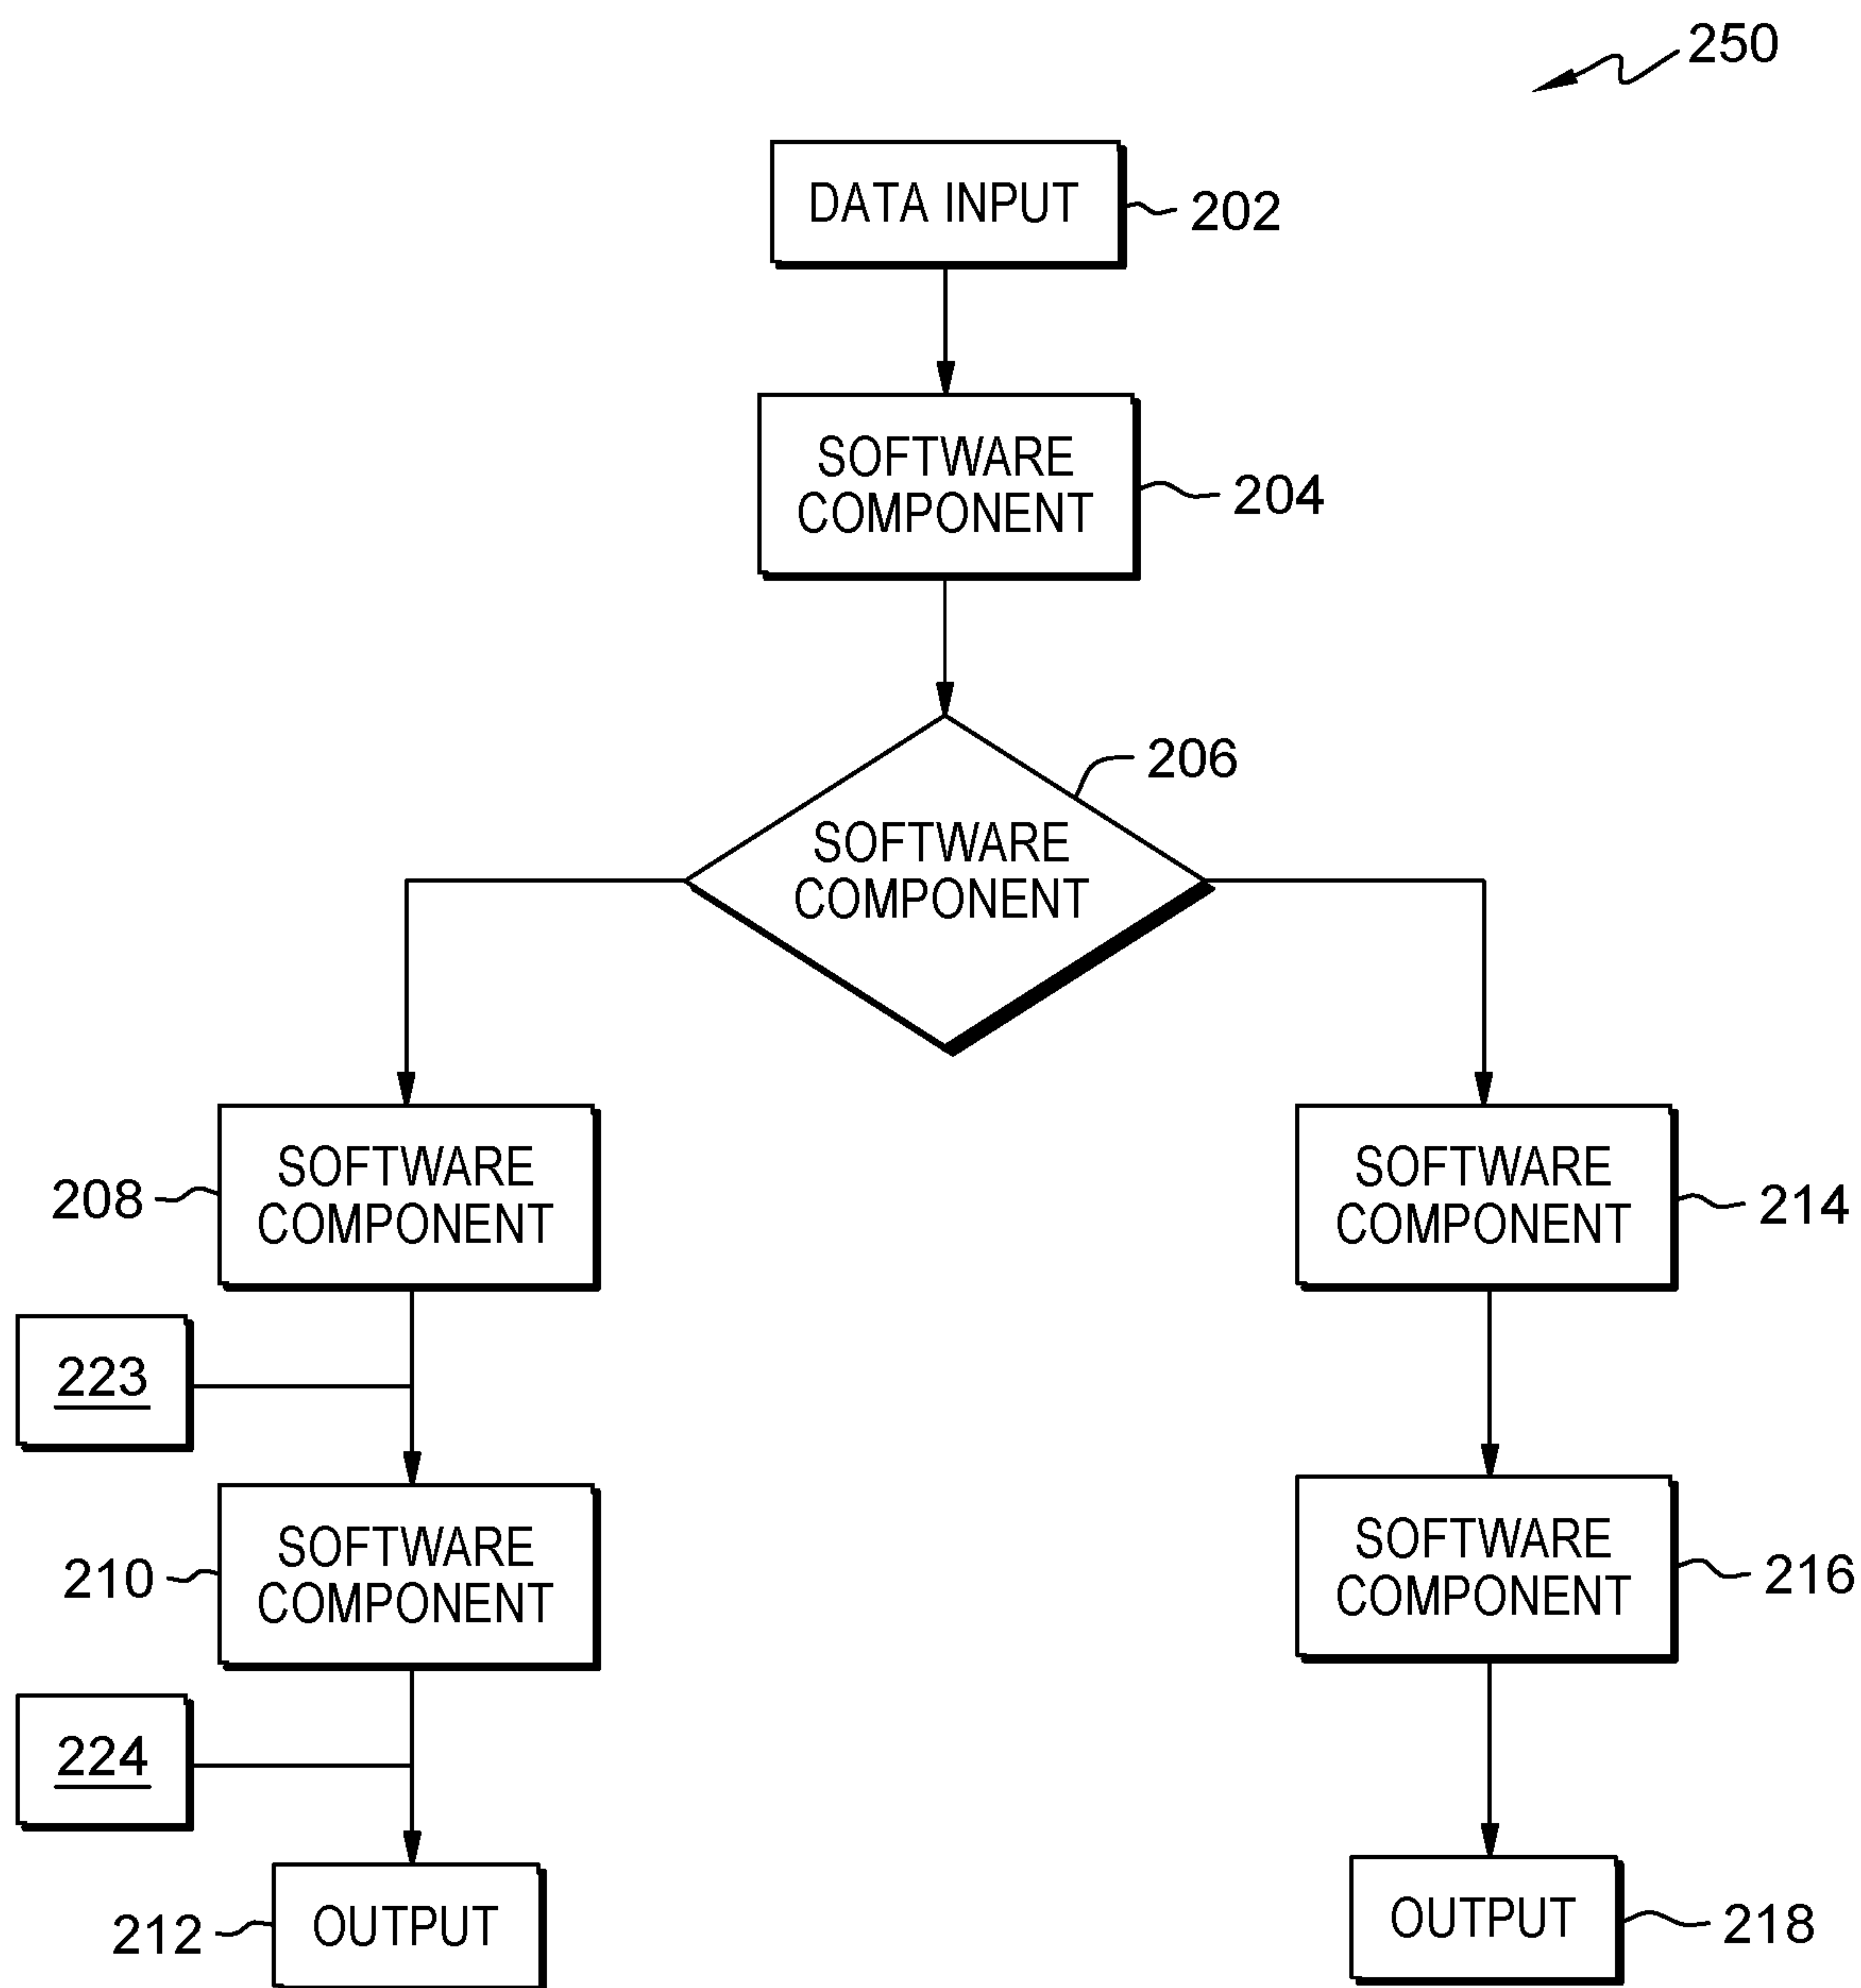 250
DATA INPUT
202
SOFTWARE
COMPONENT
204
206
SOFTWARE
COMPONENT
208
SOFTWARE
COMPONENT
SOFTWARE
COMPONENT
214
223
210
SOFTWARE
COMPONENT
SOFTWARE
COMPONENT
216
224
212
OUTPUT
OUTPUT
218